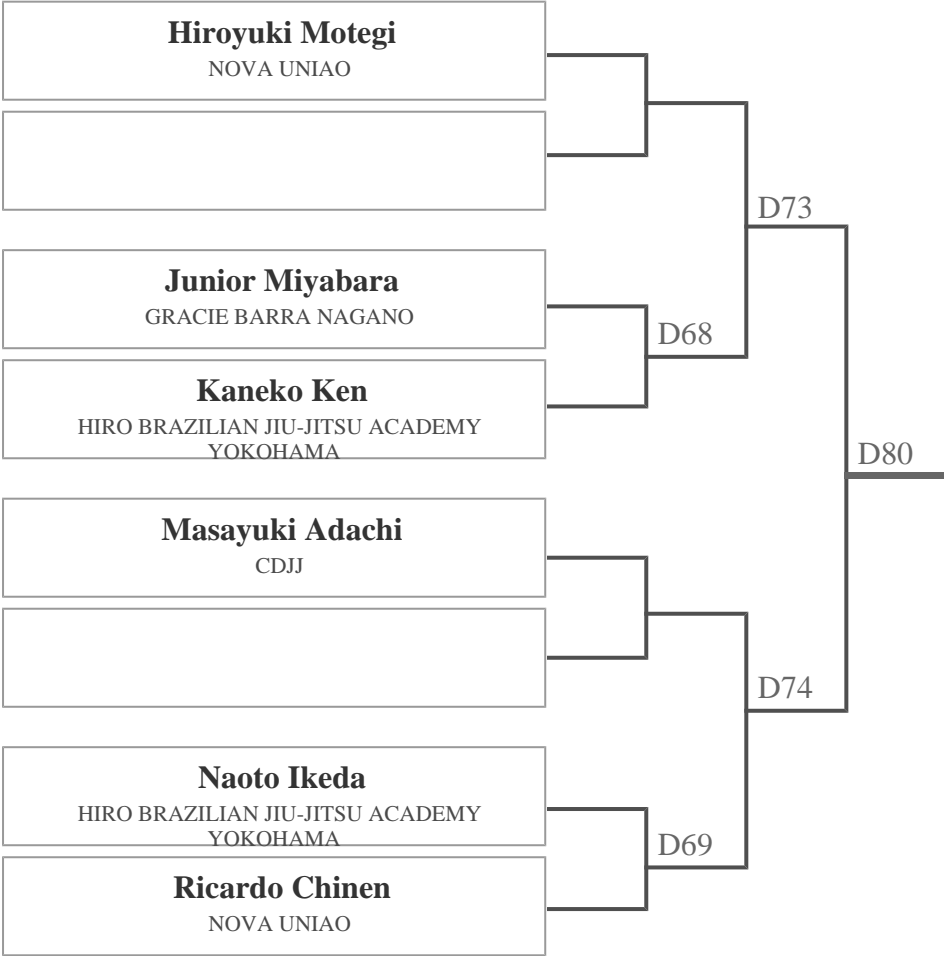 Hiroyuki Motegi
NOVA UNIAO
D73
Junior Miyabara
GRACIE BARRA NAGANO
D68
Kaneko Ken
HIRO BRAZILIAN JIU-JITSU ACADEMY
YOKOHAMA
D80
Masayuki Adachi
CDJJ
D74
Naoto Ikeda
HIRO BRAZILIAN JIU-JITSU ACADEMY
YOKOHAMA
D69
Ricardo Chinen
NOVA UNIAO